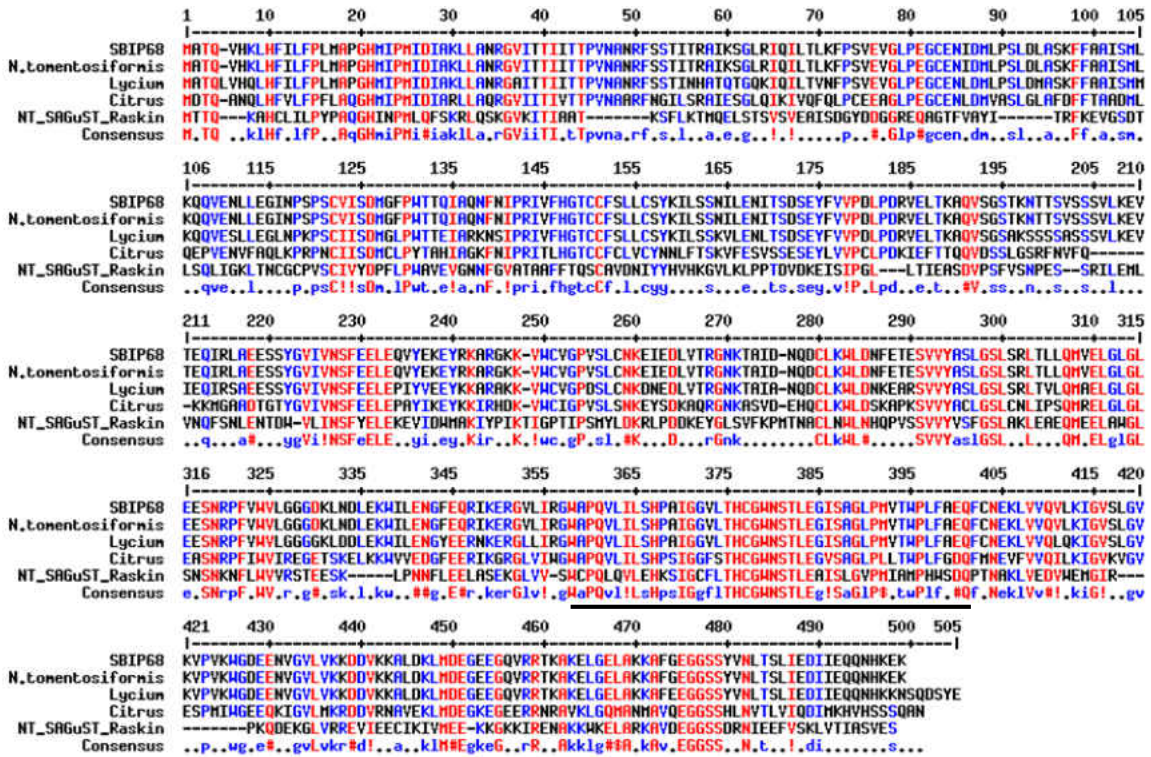 1 10 20 30 40 50 60 70 80 90 100 105
SBIP68 MATQ-VHKLHFILFPLMAPGHMIPMIDIAKLLANRGVITTIITTPVNANRFSSTITRAIKSGLRIQILTLKFPSVEVGLPEGCENIDMLPSLDLASKFFAAISML
N.tomentosiformis MATQ-VHKLHFILFPLMAPGHMIPMIDIAKLLANRGVITTIITTPVNANRFSSTINRAIKSGLRIQILTLKFPSVEVGLPEGCENIDMLPSLDLASKFFAAISML
Lycium MATQLVHQLHFILFPLMAPGHMIPMIDIAKLLANRGAITTIITTPVNANRFSSTINHATQTGQKIQILTVNFPSVEVGLPEGCENIDMLPSLDMASKFFAAISMM
Citrus MDTQ-ANQLHFVLFPFLAQGHMIPMIDIARLLAQRGVIITIVTTPVNAARFNGILSRAIESGLQIKIVQFQLPCEEAGLPEGCENLDMVASLGLAFDFFTAADML
NT_SAGuST_Raskin MTTQ----KAHCLILPYPAQGHINPMLQFSKRLQSKGVKITIAAT------KSFLKTMQELSTSVSVEAISDGYDDGGREQAGTFVAYI------TRFKEVGSDT
Consensus M.TQ ..klHf.lfP..AqGHmiPmi#iakLla.rGViiTI.tTpvna.rf.s.l..a.e.g..!.!.....p..#.Glp#gcen.dm..sl..a.Ff.a.sm.
106 115 125 135 145 155 165 175 185 195 210
SBIP68 KQQVENLLEGINPSPSCVISDMGFPWTTQIAQNFNIPRIVFHGTCCFSLLCSYKILSSNILENITSDSEYFVVPDLPDRVELTKAQVSGSTKNTTSVSSSVLKEV
N.tomentosiformis KQQVENLLEGINPSPSCVISDMGFPWTTQIAQNFNIPRIVFHGTCCFSLLCSYKILSSNILENITSDSEYFVVPDLPDRVELTKAQVSGSTKNTTSVSSSVLKEV
Lycium KQQVESLLEGLNPKPSCIISDMGLPWTTEIARKNSIPRIVFHGTCCFSLLCSYKILSSKVLENLTSDSEYFVVPDLPDRVELTKAQVSGSAKSSSSASSSVLKEV
Citrus QEPVENVFAQLKPRPNCIISDMCLPYTAHIAGKFNIPRITLHGTCCFCLVCYNNLFTSKVFESVSSESEYLVVPCLPDKIEFTTQQVDSSLGSRFNVFQ------
NT_SAGuST_Raskin LSQLIGKLTNCGCPVSCIVYDPFLPWAVEVGNNFGVATAAFFTQSCAVDNIYYHVHKGVLKLPPTDVDKEISIPGL---LTIEASDVPSFVSNPES--SRILEML
Consensus ..qve..l....p.psC!!sDm.lPwt.e!a.nF.!pri.fhgtcCf.l.cyy....s...e..ts.sey.v!P.Lpd..e.t..#V.ss..n..s..s..l...
211 220 230 240 250 260 270 280 290 300 315
SBIP68 TEQIRLAEESSYGVIVNSFEELEQVYEKEYRKARGKK-VWCVGPVSLCNKEIEDLVTRGNKTAID-NQDCLKWLDNFETESVVYASLGSLSRLTLLQMVELGLGL
N.tomentosiformis TEQIRLAEESSYGVIVNSFEELEQVYEKEYRKARGKK-VWCVGPVSLCNKEIEDLVTRGNKTAID-NQDCLKWLDNFETESVVYASLGSLSRLTLLQMVELGLGL
Lycium IEQIRSAEESSYGVIVNSFEELEPIYVEEYKKARAKK-VWCVGPDSLCNKDNEDLVTRGNKTAIA-NQDCLKWLDNKEARSVVYASLGSLSRLTVLQMAELGLGL
Citrus -KKMGAADTGTYGVIVNSFEELEPAYIKEYKKIRHDK-VWCIGPVSLSNKEYSDKAQRGNKASVD-EHQCLKWLDSKAPKSVVYACLGSLCNLIPSQMRELGLGL
NT_SAGuST_Raskin VNQFSNLENTDW-VLINSFYELEKEVIDWMAKIYPIKTIGPTIPSMYLDKRLPDDKEYGLSVFKPMTNACLNWLNHQPVSSVVYVSFGSLAKLEAEQMEELAWGL
Consensus ..q...a#...ygVi!NSFeELE..yi.ey.Kir..K.!wc.gP.sl.#K...D...rGnk......CLkWL#.....SVVYaslGSL..L...QM.ELglGL
316 325 335 345 355 365 375 385 395 405 415 420
SBIP68 EESNRPFVWVLGGGDKLNDLEKWILENGFEQRIKERGVLIRGWAPQVLILSHPAIGGVLTHCGWNSTLEGISAGLPMVTWPLFAEQFCNEKLVVQVLKIGVSLGV
N.tomentosiformis EESNRPFVWVLGGGDKLNDLEKWILENGFEQRIKERGVLIRGWAPQVLILSHPAIGGVLTHCGWNSTLEGISAGLPMVTWPLFAEQFCNEKLVVQVLKIGVSLGV
Lycium EESNRPFVWVLGGGGKLDDLEKWILENGYEERNKERGLLIRGWAPQVLILSHPAIGGVLTHCGWNSTLEGISAGLPMVTWPLFAEQFCNEKLVVQLQKIGVSLGV
Citrus EASNRPFIWVIREGETSKELKKWVVEDGFEERIKGRGLVIWGWAPQVLILSHPSIGGFSTHCGWNSTLEGVSAGLPLLTWPLFGDQFMNEVFVVQILKIGVKVGV
NT_SAGuST_Raskin SNSNKNFLWVVRSTEESK-----LPNNFLEELASEKGLVV-SWCPQLQVLEHKSIGCFLTHCGWNSTLEAISLGVPMIAMPHWSDQPTNAKLVEDVWEMGIR---
Consensus e.SNrpF.WV.r.g#.sk.l.kw..##g.E#r.kerGlv!.gWaPQvl!LsHpsIGgflTHCGWNSTLEg!SaGlP$.twPlf.#Qf.NeklVv#!.kiG!..gv
421 430 440 450 460 470 480 490 500 505
SBIP68 KVPVKWGDEENVGVLVKKDDVKKALDKLMDEGEEGQVRRTKAKELGELAKKAFGEGGSSYVNLTSLIEDIIEQQNHKEK
N.tomentosiformis KVPVKWGDEENVGVLVKKDDVKKALDKLMDEGEEGQVRRTKAKELGELAKKAFGEGGSSYVNLTSLIEDIIEQQNHKEK
Lycium KVPVKWGDEENVGVLVKKDDVKKALDKLMDEGEEGQVRRTKAKELGELAKKAFEEGGSSYVNLTSLIEDIIEQQNHKKNSQDSYE
Citrus ESPMIWGEEQKIGVLMKRDDVRNAVEKLMDEGKEGEERRNRAVKLGQMANMAVQEGGSSHLNVTLVIQDIMKHVHSSSQAN
NT_SAGuST_Raskin -------PKQDEKGLVRREVIEECIKIVMEE-KKGKKIRENAKKWKELARKAVDEGGSSDRNIEEFVSKLVTIASVES
Consensus ..p..wg.e#..gvLvkr#d!..a..klM#EgkeG..rR..Akklg#$A.kAv.EGGSS..N.t..!.di......s...